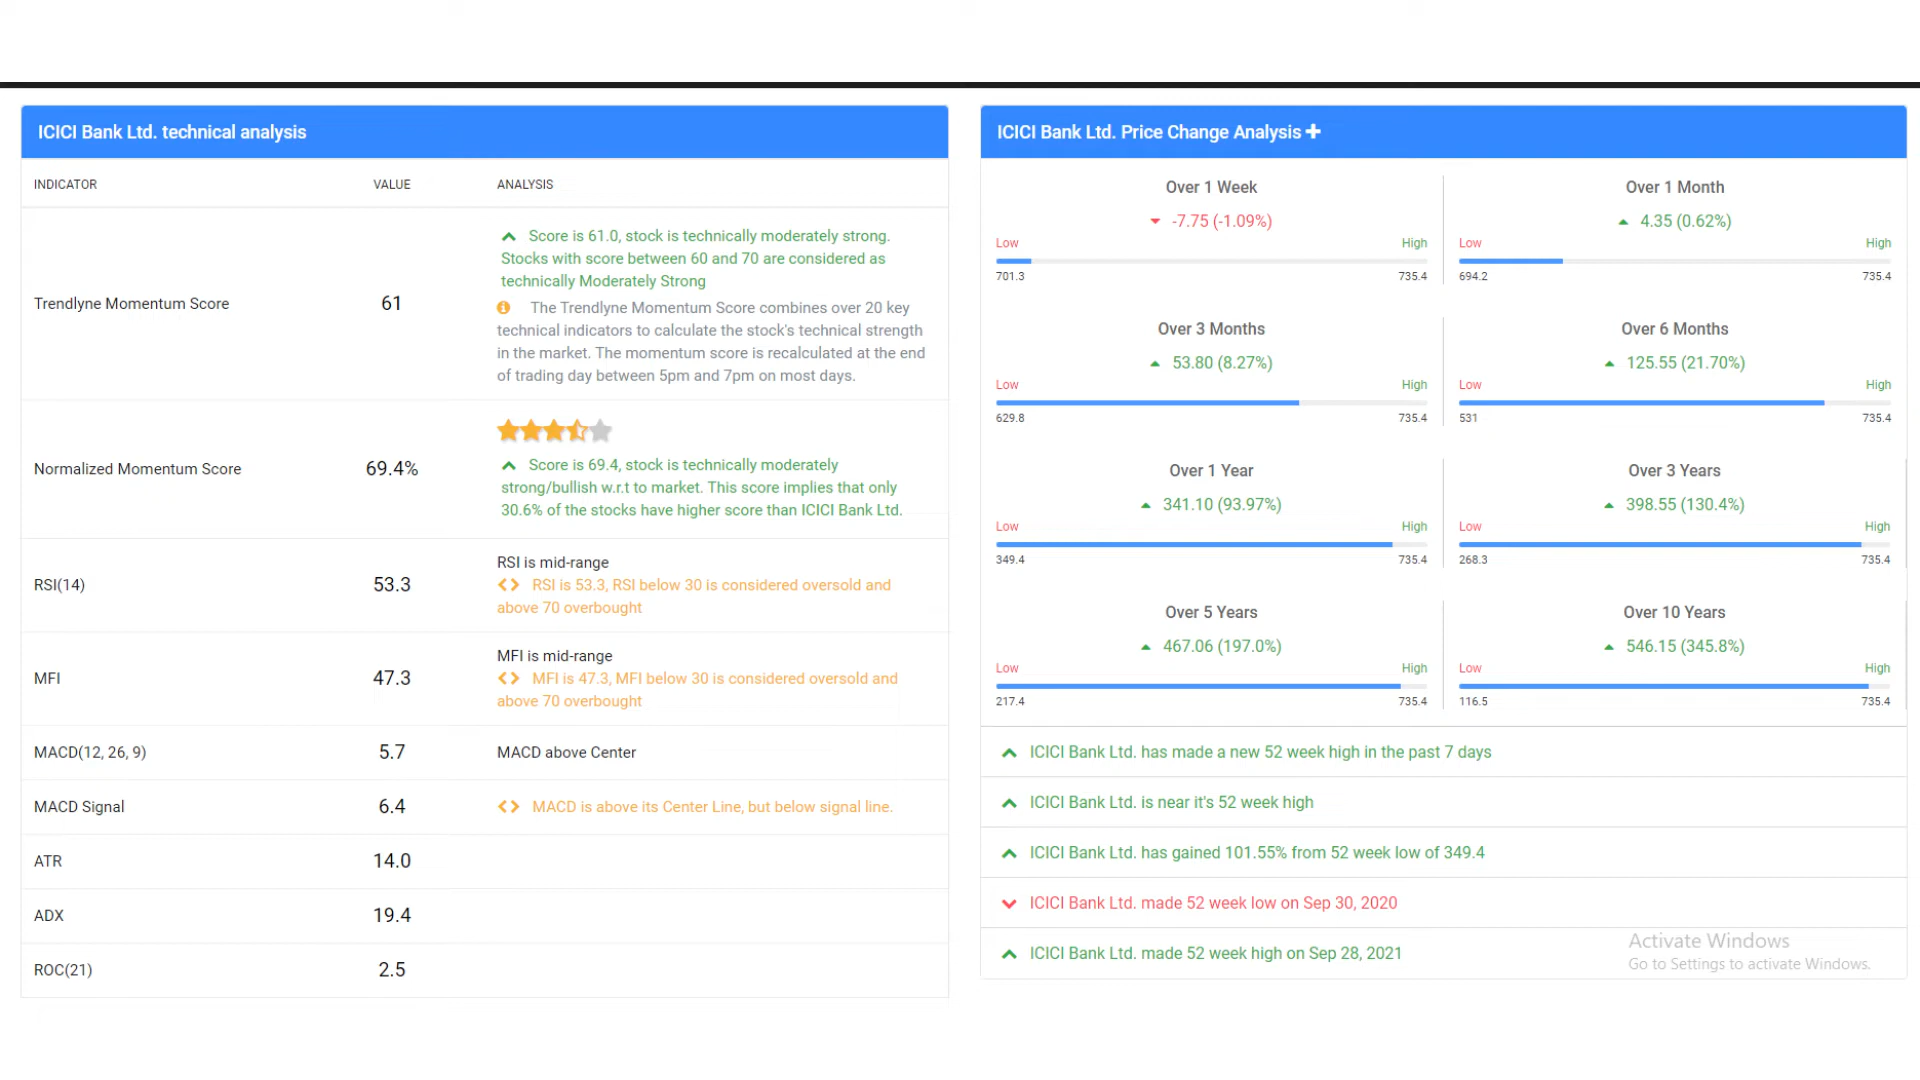 ICICI Bank Ltd. technical analysis
INDICATOR VALUE ANALYSIS
Trendlyne Momentum Score 61
Score is 61.0, stock is technically moderately strong.
Stocks with score between 60 and 70 are considered as
technically Moderately Strong
The Trendlyne Momentum Score combines over 20 key
technical indicators to calculate the stock's technical strength
in the market. The momentum score is recalculated at the end
of trading day between 5pm and 7pm on most days.
Normalized Momentum Score 69.4%
Score is 69.4, stock is technically moderately
strong/bullish w.r.t to market. This score implies that only
30.6% of the stocks have higher score than ICICI Bank Ltd.
RSI(14) 53.3
RSI is mid-range
RSI is 53.3, RSI below 30 is considered oversold and
above 70 overbought
MFI 47.3
MFI is mid-range
MFI is 47.3, MFI below 30 is considered oversold and
above 70 overbought
MACD(12, 26, 9) 5.7 MACD above Center
MACD Signal 6.4 MACD is above its Center Line, but below signal line.
ATR 14.0
ADX 19.4
ROC(21) 2.5
ICICI Bank Ltd. Price Change Analysis
Over 1 Week
-7.75 (-1.09%)
Low High
701.3 735.4
Over 1 Month
4.35 (0.62%)
Low High
694.2 735.4
Over 3 Months
53.80 (8.27%)
Low High
629.8 735.4
Over 6 Months
125.55 (21.70%)
Low High
531 735.4
Over 1 Year
341.10 (93.97%)
Low High
349.4 735.4
Over 3 Years
398.55 (130.4%)
Low High
268.3 735.4
Over 5 Years
467.06 (197.0%)
Low High
217.4 735.4
Over 10 Years
546.15 (345.8%)
Low High
116.5 735.4
ICICI Bank Ltd. has made a new 52 week high in the past 7 days
ICICI Bank Ltd. is near it's 52 week high
ICICI Bank Ltd. has gained 101.55% from 52 week low of 349.4
ICICI Bank Ltd. made 52 week low on Sep 30, 2020
ICICI Bank Ltd. made 52 week high on Sep 28, 2021
Activate Windows
Go to Settings to activate Windows.